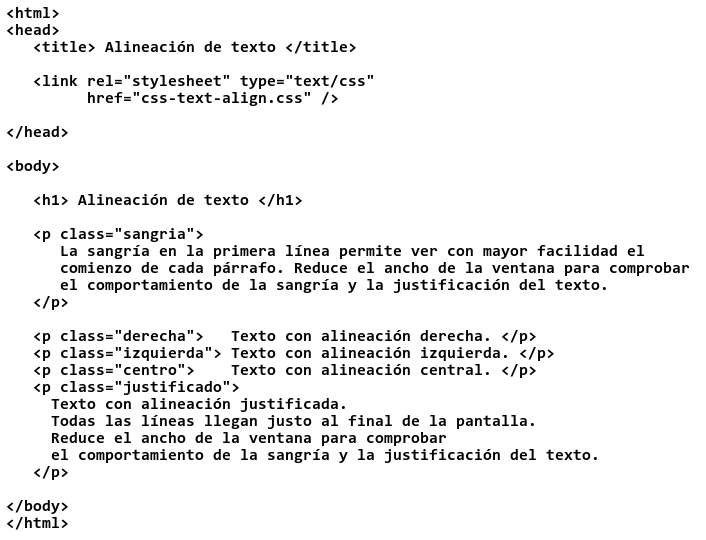 <html>
<head>
<title> Alineación de texto </title>
<link rel="stylesheet" type="text/css"
href="css-text-align.css" />
</head>
<body>
<h1> Alineación de texto </h1>
<p class="sangria">
La sangría en la primera línea permite ver con mayor facilidad el
comienzo de cada párrafo. Reduce el ancho de la ventana para comprobar
el comportamiento de la sangría y la justificación del texto.
</p>
<p class="derecha">   Texto con alineación derecha. </p>
<p class="izquierda"> Texto con alineación izquierda. </p>
<p class="centro">    Texto con alineación central. </p>
<p class="justificado">
Texto con alineación justificada.
Todas las líneas llegan justo al final de la pantalla.
Reduce el ancho de la ventana para comprobar
el comportamiento de la sangría y la justificación del texto.
</p>
</body>
</html>